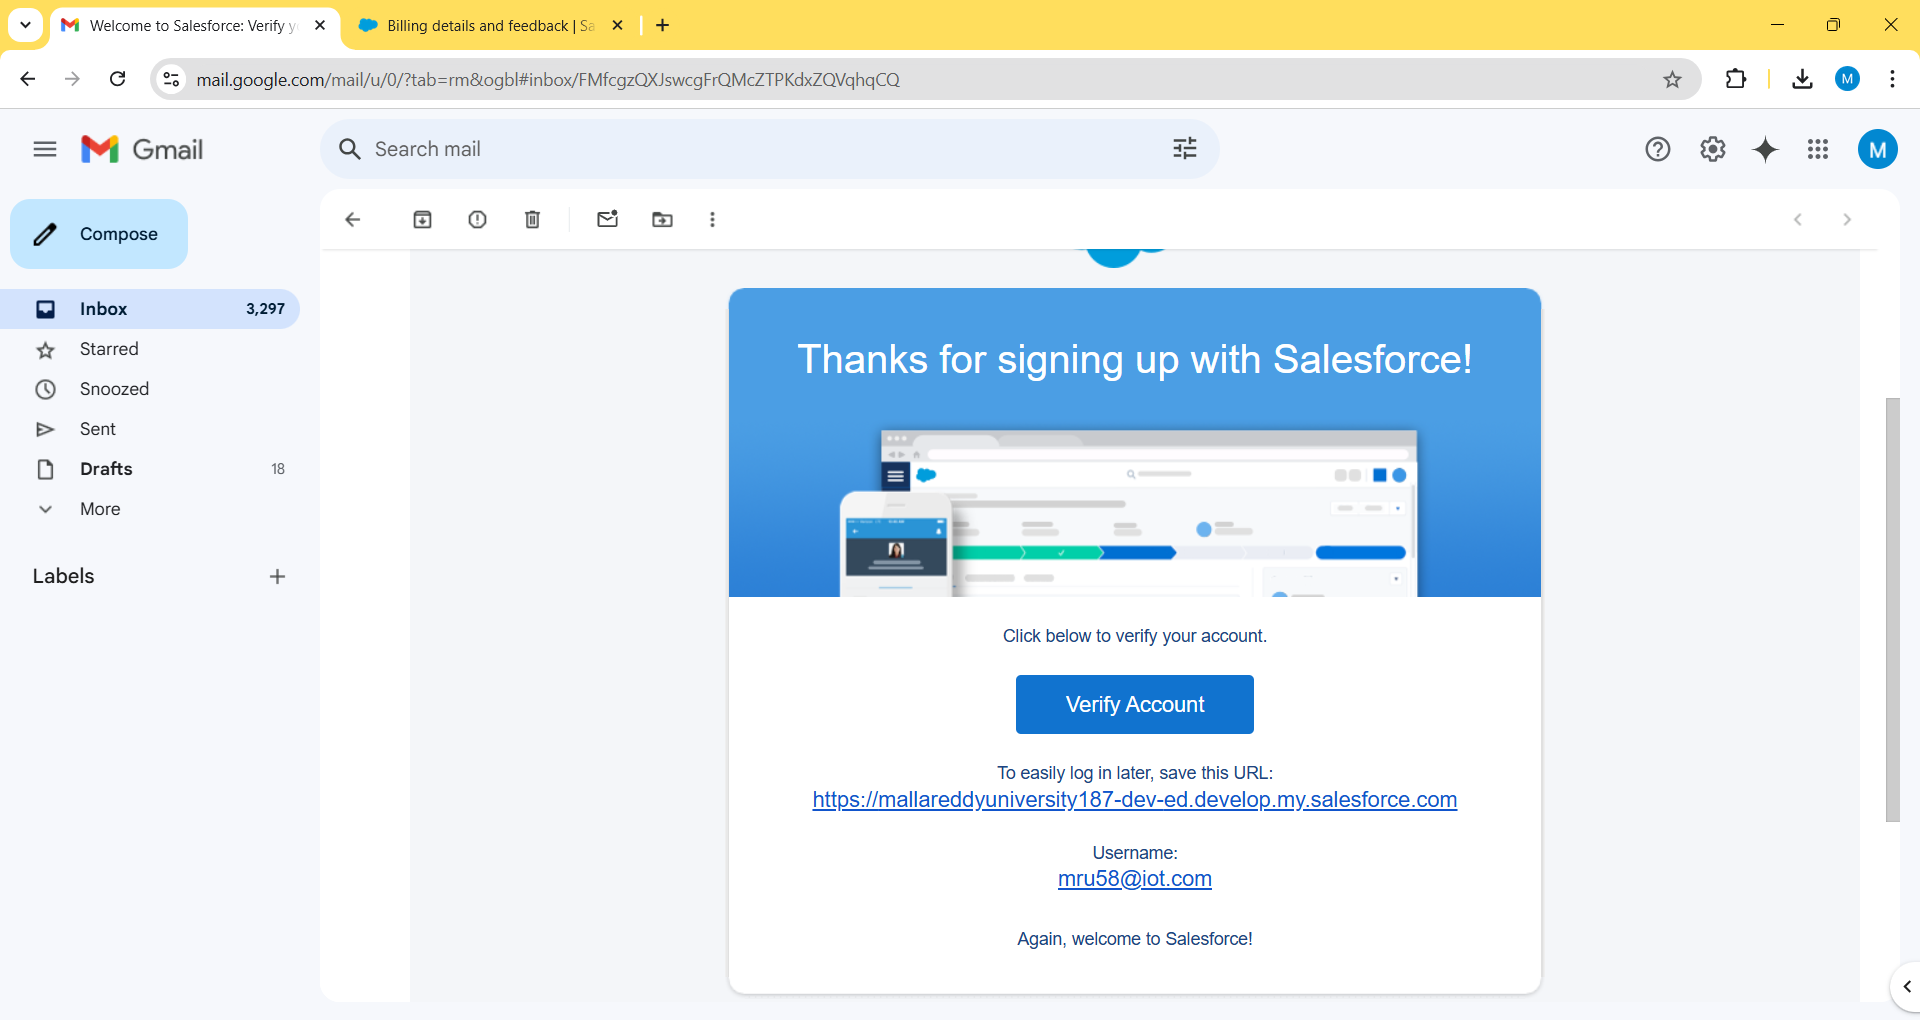 Welcome to Salesforce: Verify y
Billing details and feedback | Sa
mail.google.com/mail/u/0/?tab=rm&ogbl#inbox/FMfcgzQXJswcgFrQMcZTPKdxZQVqhqCQ
M
Gmail
Search mail
M
Compose
Inbox 3,297
Starred
Snoozed
Sent
Drafts 18
More
Labels
Thanks for signing up with Salesforce!
Click below to verify your account.
Verify Account
To easily log in later, save this URL:
https://mallareddyuniversity187-dev-ed.develop.my.salesforce.com
Username:
mru58@iot.com
Again, welcome to Salesforce!